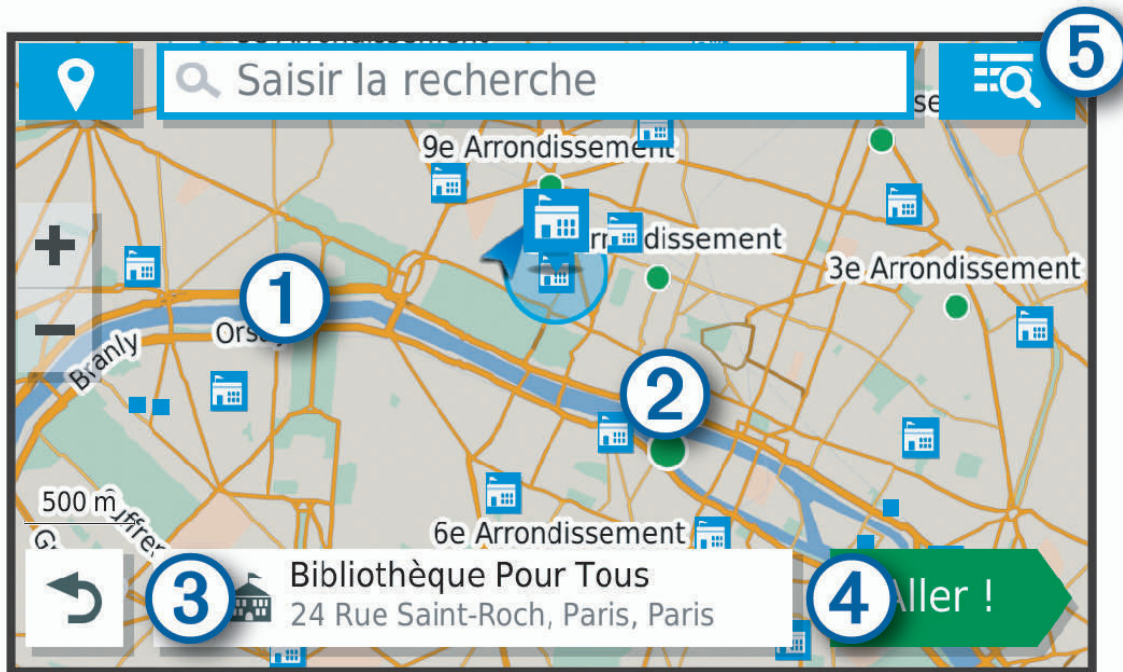 5
Saisir la recherche
9e Arrondissement
dissement
3e Arrondissement
+
1
−
Branly
2
500 m
6e Arrondissement
3
Bibliothèque Pour Tous
24 Rue Saint-Roch, Paris, Paris
4
Aller !